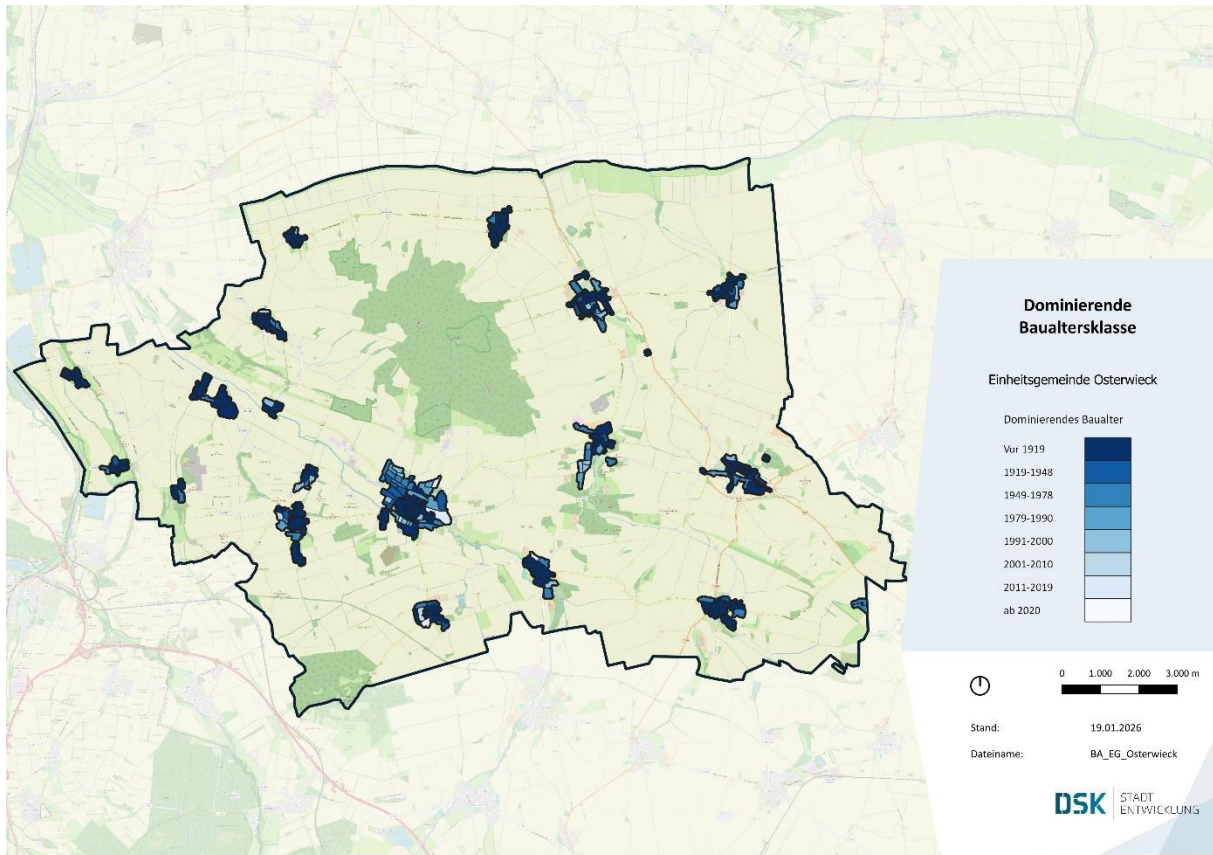 Dominierende
Baualtersklasse
Einheitsgemeinde Osterwieck
Dominierendes Baualter
Vor 1919
1919-1948
1949-1978
1979-1990
1991-2000
2001-2010
2011-2019
ab 2020
0 1.000 2.000 3.000 m
Stand: 19.01.2026
Dateiname: BA_EG_Osterwieck
DSK STADT
ENTWICKLUNG